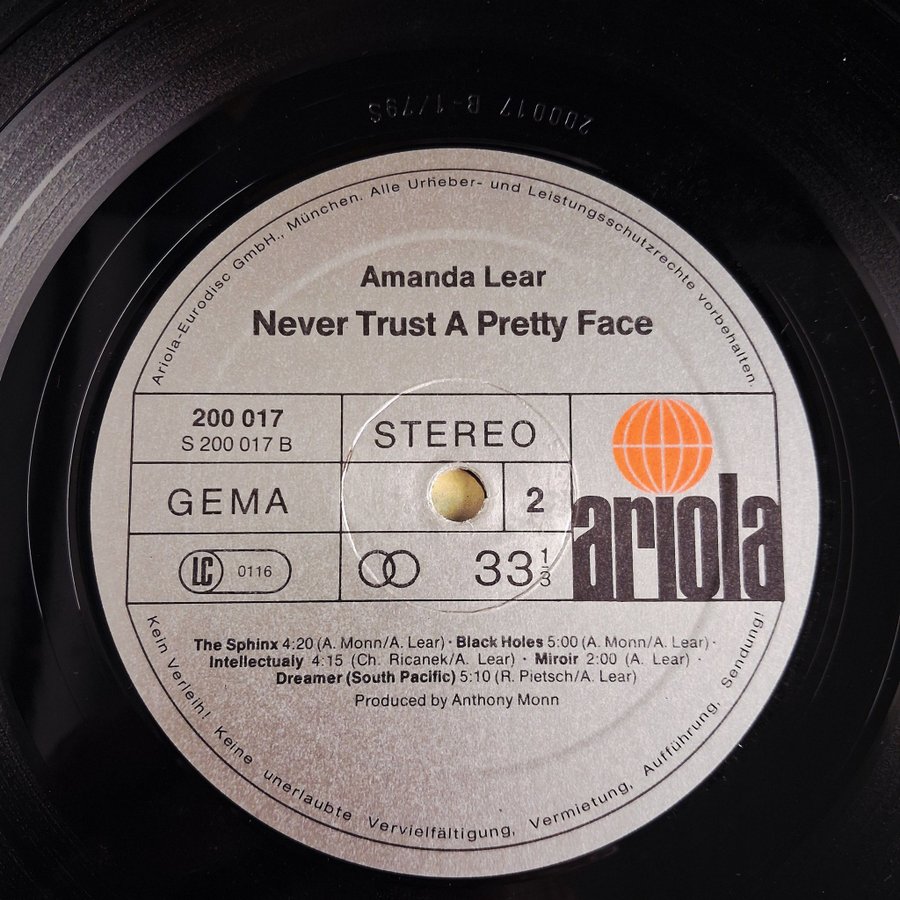 200017 B-1/79S
Ariola-Eurodisc GmbH., München. Alle Urheber- und Leistungsschutzrechte vorbehalten.
Amanda Lear
Never Trust A Pretty Face
200 017
S 200 017 B
STEREO
GEMA
2
LC 0116
33 1/3
ariola
The Sphinx 4:20 (A. Monn/A. Lear) · Black Holes 5:00 (A. Monn/A. Lear) ·
Intellectualy 4:15 (Ch. Ricanek/A. Lear) · Miroir 2:00 (A. Lear) ·
Dreamer (South Pacific) 5:10 (R. Pietsch/A. Lear)
Produced by Anthony Monn
Kein Verleih! Keine unerlaubte Vervielfältigung, Vermietung, Aufführung, Sendung!